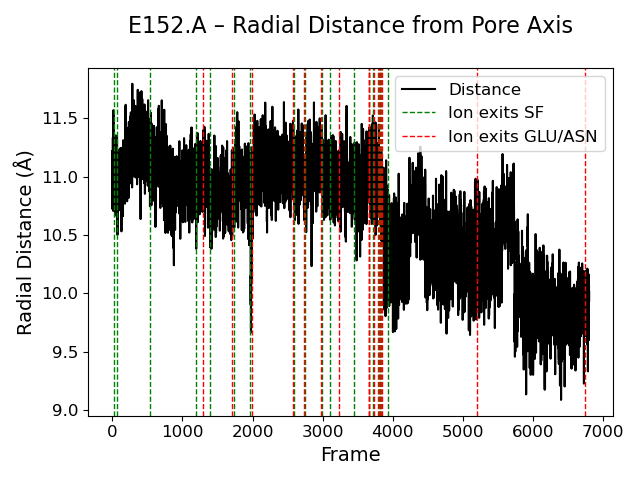 E152.A – Radial Distance from Pore Axis
Distance
Ion exits SF
Ion exits GLU/ASN
Radial Distance (Å)
11.5
11.0
10.5
10.0
9.5
9.0
0 1000 2000 3000 4000 5000 6000 7000
Frame